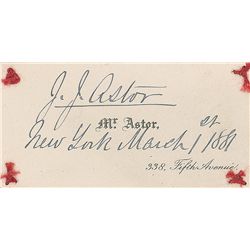 J. J. Astor
Mr. Astor.
New York March 1st 1881
338, Fifth Avenue.